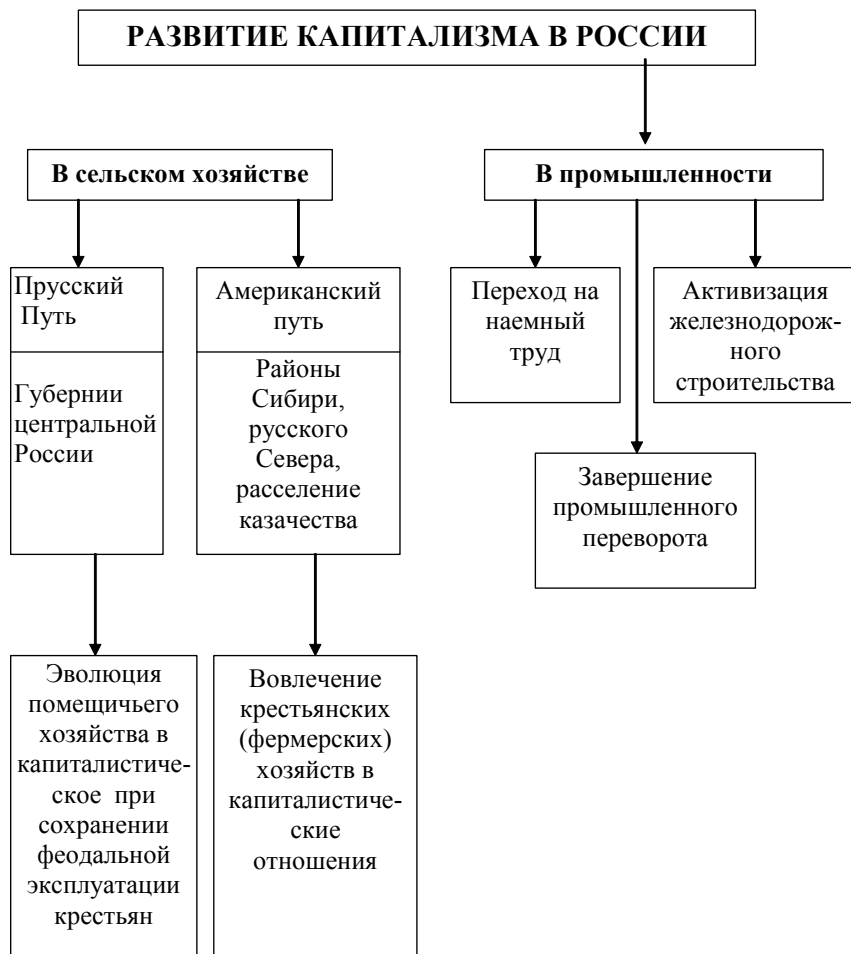 РАЗВИТИЕ КАПИТАЛИЗМА В РОССИИ
В сельском хозяйстве
В промышленности
Прусский
Путь
Губернии
центральной
России
Американский
путь
Районы
Сибири,
русского
Севера,
расселение
казачества
Переход на
наемный
труд
Активизация
железнодорож-
ного
строительства
Завершение
промышленного
переворота
Эволюция
помещичьего
хозяйства в
капиталистиче-
ское при
сохранении
феодальной
эксплуатации
крестьян
Вовлечение
крестьянских
(фермерских)
хозяйств в
капиталистиче-
ские
отношения